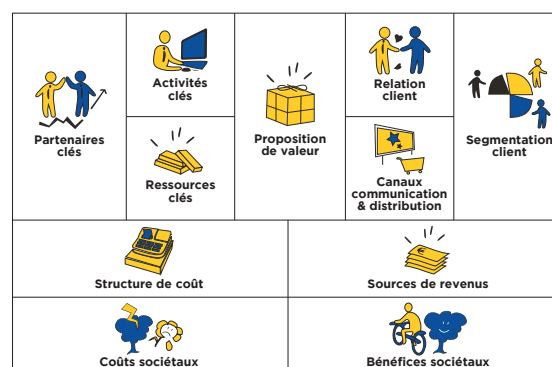 Partenaires
clés
Activités
clés
Ressources
clés
Proposition
de valeur
Relation
client
Canaux
communication
& distribution
Segmentation
client
Structure de coût
Sources de revenus
Coûts sociétaux
Bénéfices sociétaux